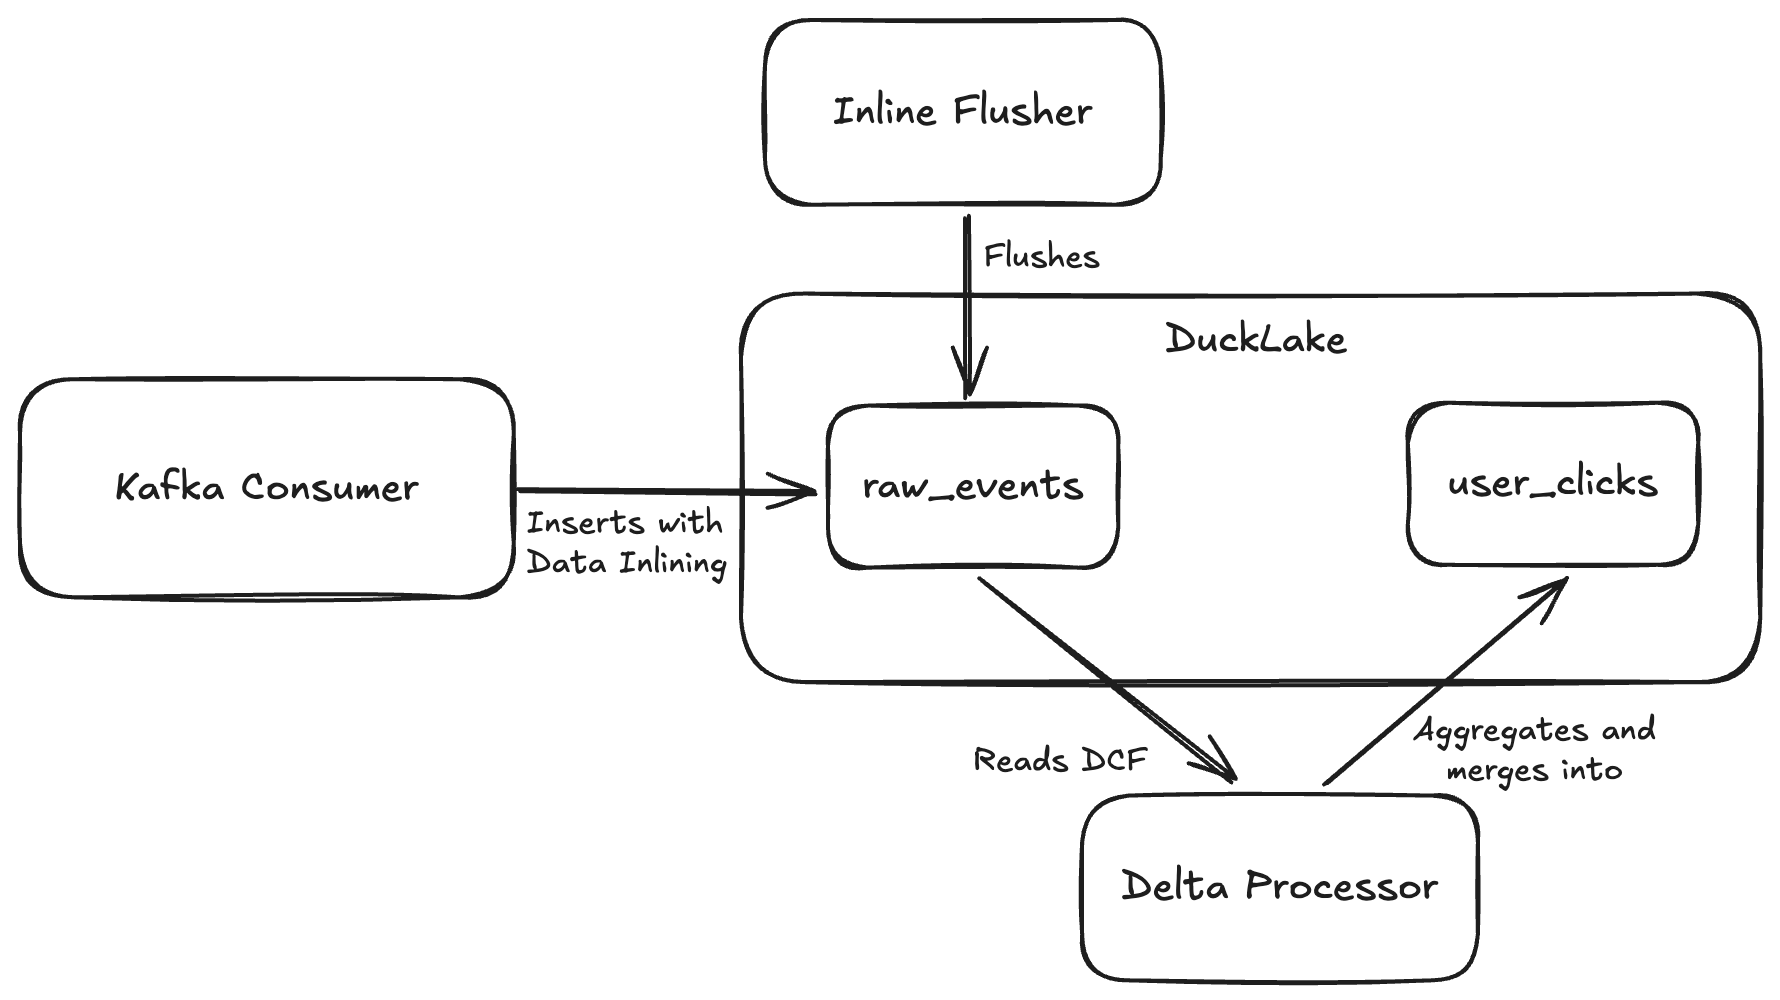 Inline Flusher
Flushes
DuckLake
Kafka Consumer
Inserts with
Data Inlining
raw_events
user_clicks
Reads DCF
Aggregates and
merges into
Delta Processor